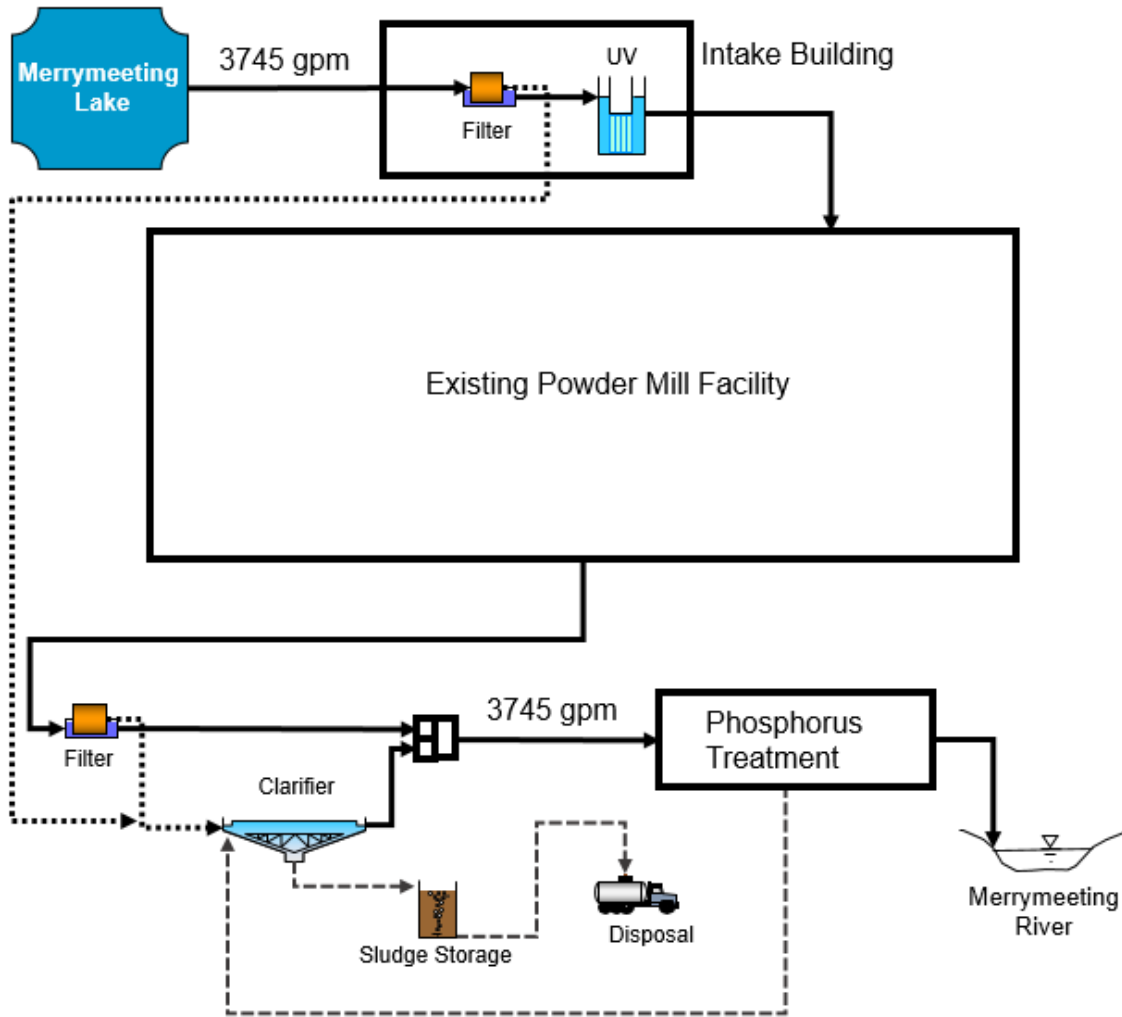 Merrymeeting
Lake
3745 gpm
UV
Intake Building
Filter
Existing Powder Mill Facility
3745 gpm
Phosphorus
Treatment
Filter
Clarifier
Sludge Storage
Disposal
Merrymeeting
River